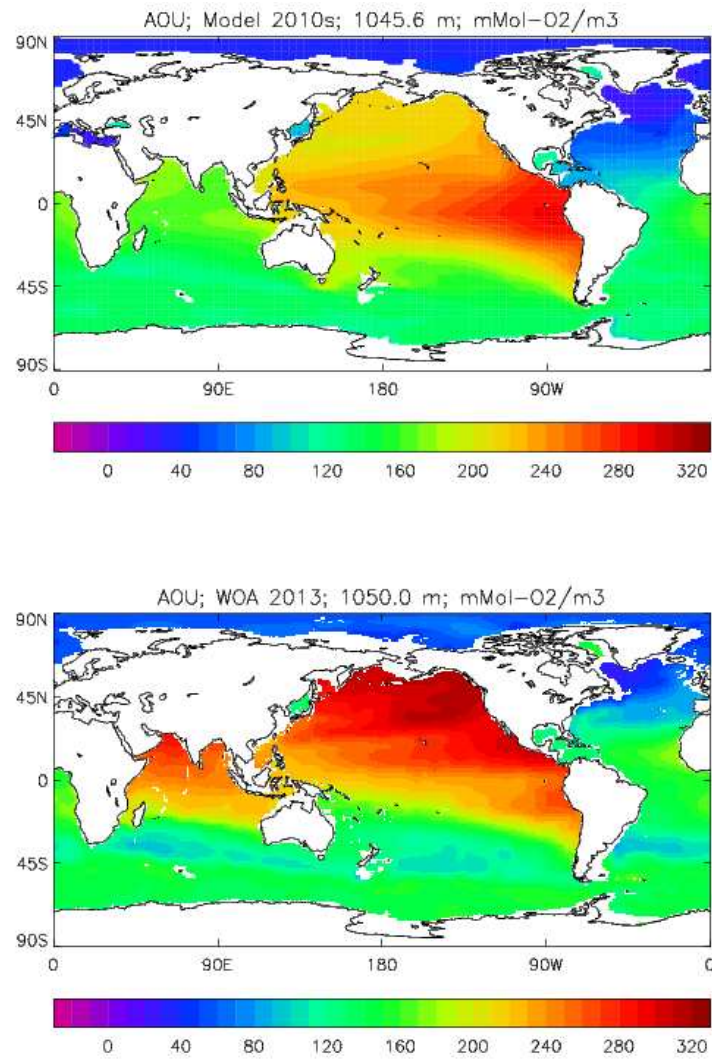 AOU; Model 2010s; 1045.6 m; mMol-O2/m3
90N
45N
0
45S
90S
0 90E 180 90W
0 40 80 120 160 200 240 280 320
AOU; WOA 2013; 1050.0 m; mMol-O2/m3
90N
45N
0
45S
90S
0 90E 180 90W 0
0 40 80 120 160 200 240 280 320